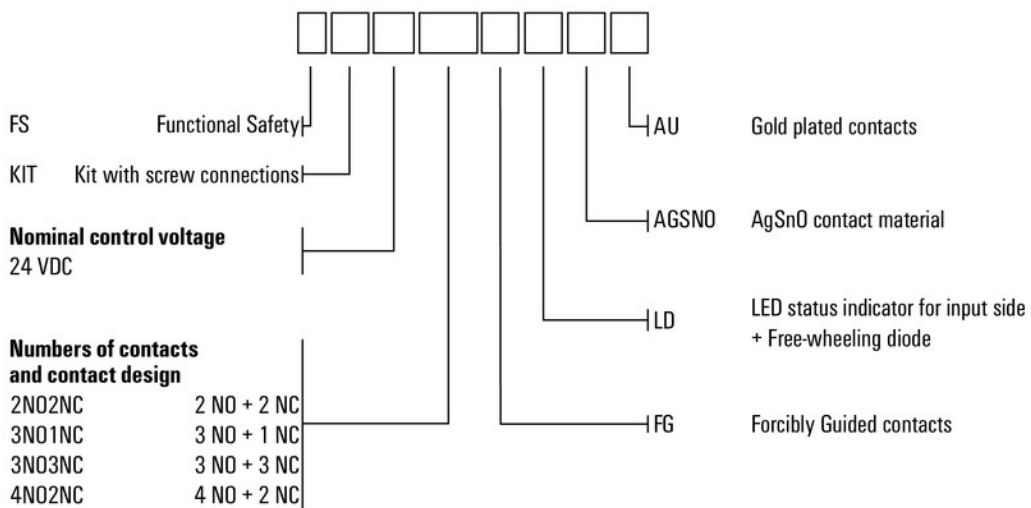 FS Functional Safety
KIT Kit with screw connections
Nominal control voltage
24 VDC
Numbers of contacts
and contact design
2NO2NC 2 NO + 2 NC
3NO1NC 3 NO + 1 NC
3NO3NC 3 NO + 3 NC
4NO2NC 4 NO + 2 NC
AU Gold plated contacts
AGSNO AgSnO contact material
LD LED status indicator for input side
+ Free-wheeling diode
FG Forcibly Guided contacts